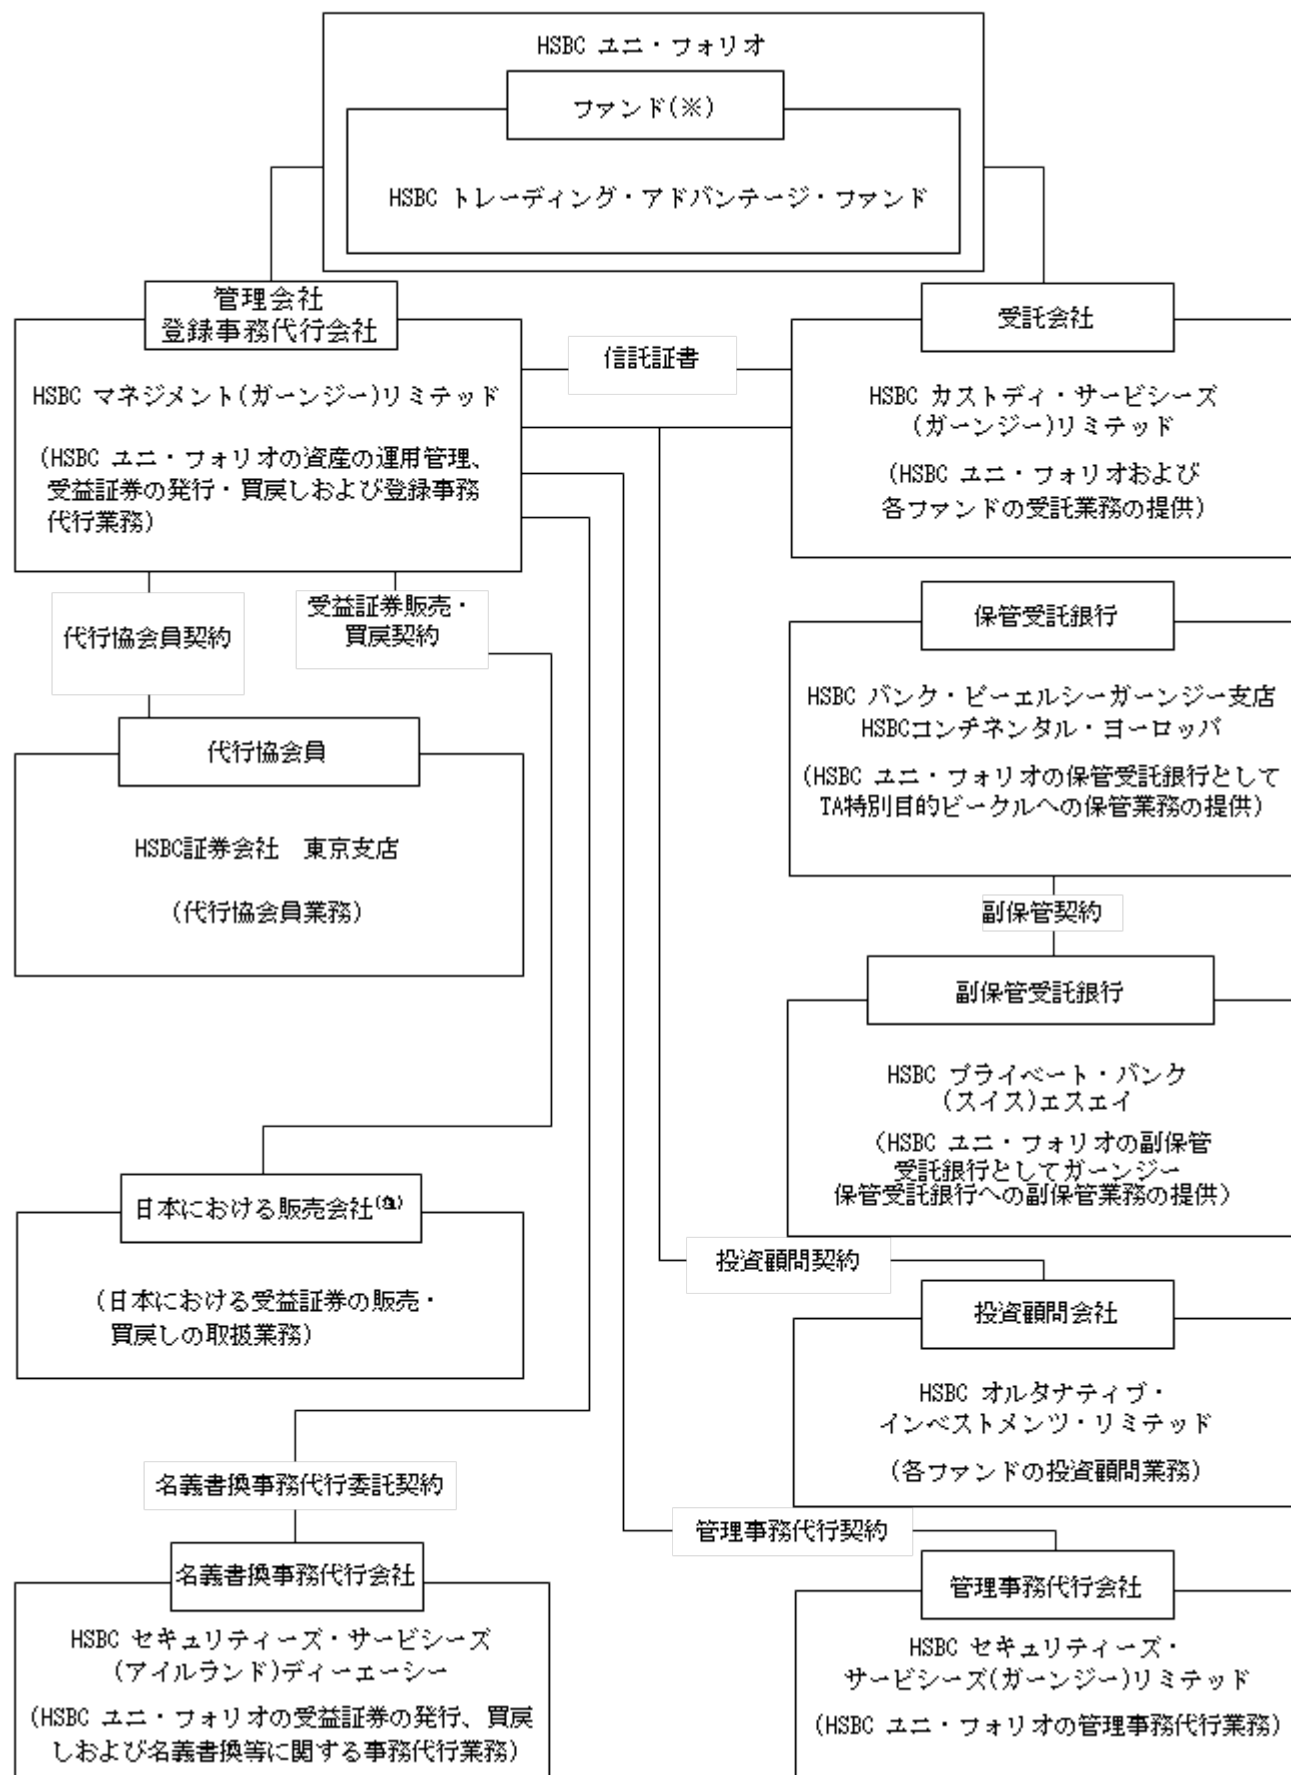 HSBC ユニ・フォリオ
ファンド(※)
HSBC トレーディング・アドバンテージ・ファンド
管理会社
登録事務代行会社
HSBC マネジメント(ガーンジー)リミテッド
(HSBC ユニ・フォリオの資産の運用管理、
受益証券の発行・買戻しおよび登録事務
代行業務)
信託証書
受託会社
HSBC カストディ・サービシーズ
(ガーンジー)リミテッド
(HSBC ユニ・フォリオおよび
各ファンドの受託業務の提供)
代行協会員契約
受益証券販売・
買戻契約
保管受託銀行
HSBC バンク・ピーエルシーガーンジー支店
HSBCコンチネンタル・ヨーロッパ
(HSBC ユニ・フォリオの保管受託銀行として
TA特別目的ビークルへの保管業務の提供)
代行協会員
HSBC証券会社 東京支店
(代行協会員業務)
副保管契約
副保管受託銀行
HSBC プライベート・バンク
(スイス)エスエイ
(HSBC ユニ・フォリオの副保管
受託銀行としてガーンジー
保管受託銀行への副保管業務の提供)
日本における販売会社
(日本における受益証券の販売・
買戻しの取扱業務)
投資顧問契約
投資顧問会社
HSBC オルタナティブ・
インベストメンツ・リミテッド
(各ファンドの投資顧問業務)
名義書換事務代行委託契約
名義書換事務代行会社
HSBC セキュリティーズ・サービシーズ
(アイルランド)ディーエーシー
(HSBC ユニ・フォリオの受益証券の発行、買戻
しおよび名義書換等に関する事務代行業務)
管理事務代行契約
管理事務代行会社
HSBC セキュリティーズ・
サービシーズ(ガーンジー)リミテッド
(HSBC ユニ・フォリオの管理事務代行業務)